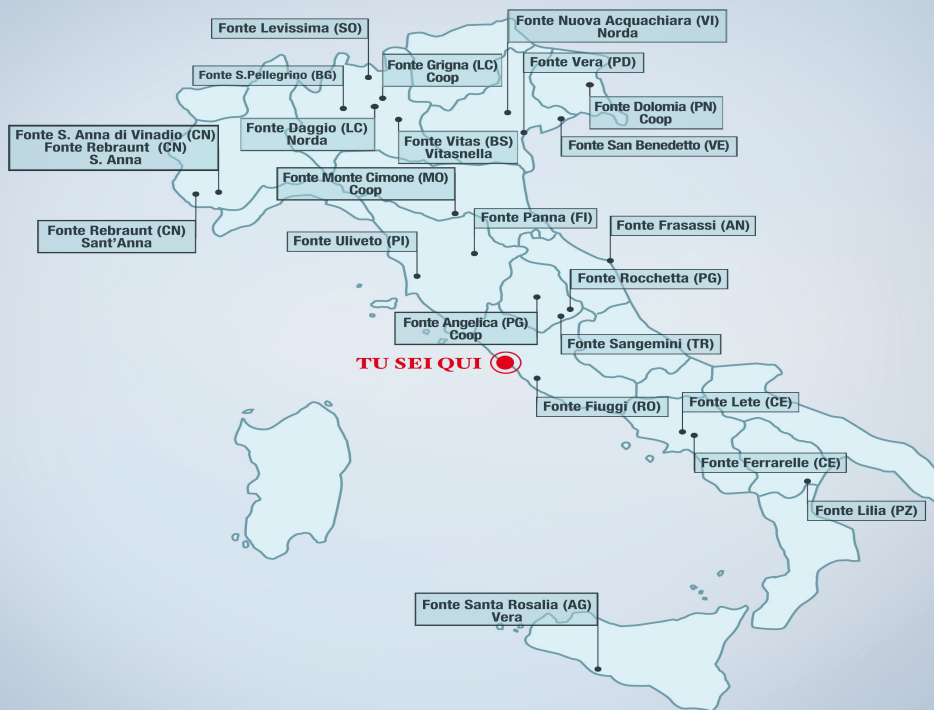 Fonte Levissima (SO)
Fonte Nuova Acquachiara (VI)
Norda
Fonte S.Pellegrino (BG)
Fonte Grigna (LC)
Coop
Fonte Vera (PD)
Fonte Dolomia (PN)
Coop
Fonte S. Anna di Vinadio (CN)
Fonte Rebraunt (CN)
S. Anna
Fonte Daggio (LC)
Norda
Fonte Vitas (BS)
Vitasnella
Fonte San Benedetto (VE)
Fonte Monte Cimone (MO)
Coop
Fonte Rebraunt (CN)
Sant'Anna
Fonte Uliveto (PI)
Fonte Panna (FI)
Fonte Frasassi (AN)
Fonte Rocchetta (PG)
Fonte Angelica (PG)
Coop
Fonte Sangemini (TR)
TU SEI QUI
Fonte Fiuggi (RO)
Fonte Lete (CE)
Fonte Ferrarelle (CE)
Fonte Lilia (PZ)
Fonte Santa Rosalia (AG)
Vera